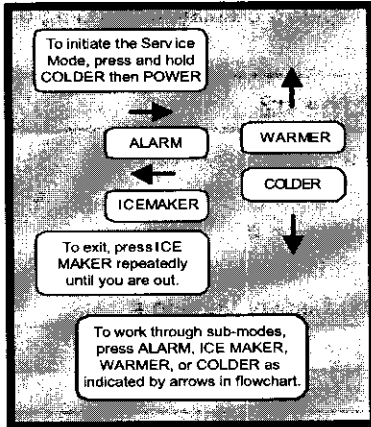 To initiate the Service
Mode, press and hold
COLDER then POWER
ALARM
WARMER
ICEMAKER
COLDER
To exit, press ICE
MAKER repeatedly
until you are out.
To work through sub-modes,
press ALARM, ICE MAKER,
WARMER, or COLDER as
indicated by arrows in flowchart.